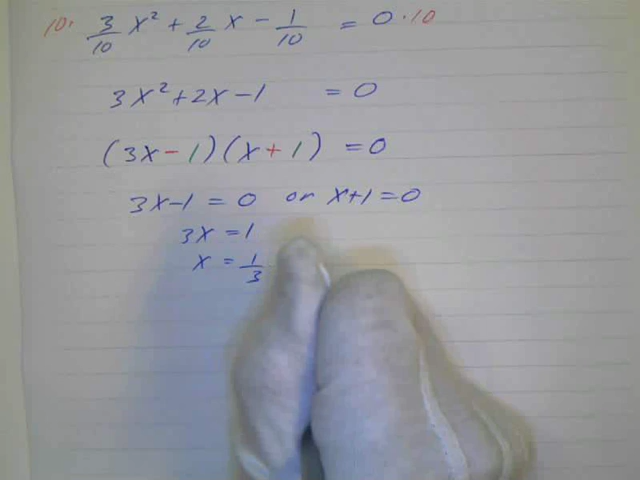 10· 3/10 x² + 2/10 x - 1/10 = 0 · 10
3x² + 2x - 1 = 0
(3x - 1)(x + 1) = 0
3x - 1 = 0 or x + 1 = 0
3x = 1
x = 1/3